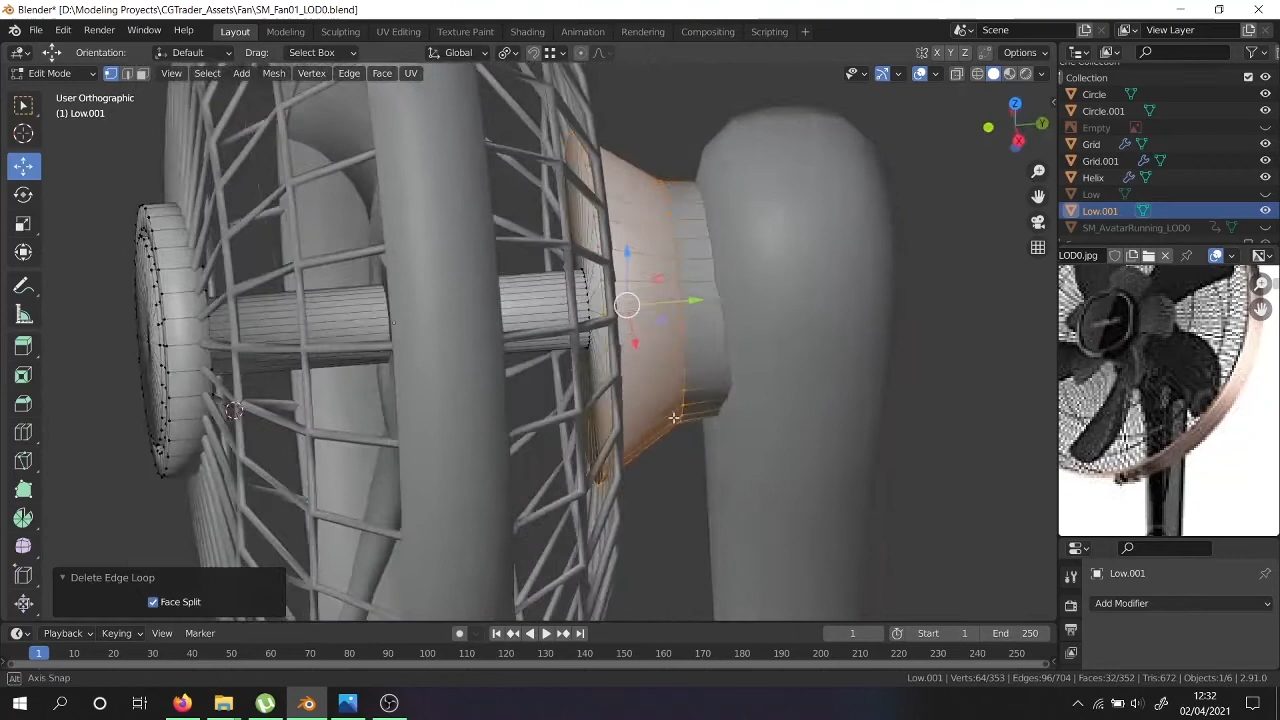 Blender* [D:\Modeling Projects\CGTrader_Assets\Fan\SM_Fan01_LOD0.blend]
File Edit Render Window Help Layout Modeling Sculpting UV Editing Texture Paint Shading Animation Rendering Compositing Scripting Scene View Layer
Orientation: Default Drag: Select Box Global X Y Z Options
Edit Mode View Select Add Mesh Vertex Edge Face UV
User Orthographic
(1) Low.001
Z
Y
X
Collection
Circle
Circle.001
Empty
Grid
Grid.001
Helix
Low
Low.001
SM_AvatarRunning_LOD0
LOD0.jpg
Delete Edge Loop
Face Split
Low.001
Add Modifier
Playback Keying View Marker 1 Start 1 End 250
1 10 20 30 40 50 60 70 80 90 100 110 120 130 140 150 160 170 180 190 200 210 220 230 240 250
Alt Axis Snap Low.001 | Verts:64/353 | Edges:96/704 | Faces:32/352 | Tris:672 | Objects:1/6 | 2.91.0
12:32
02/04/2021